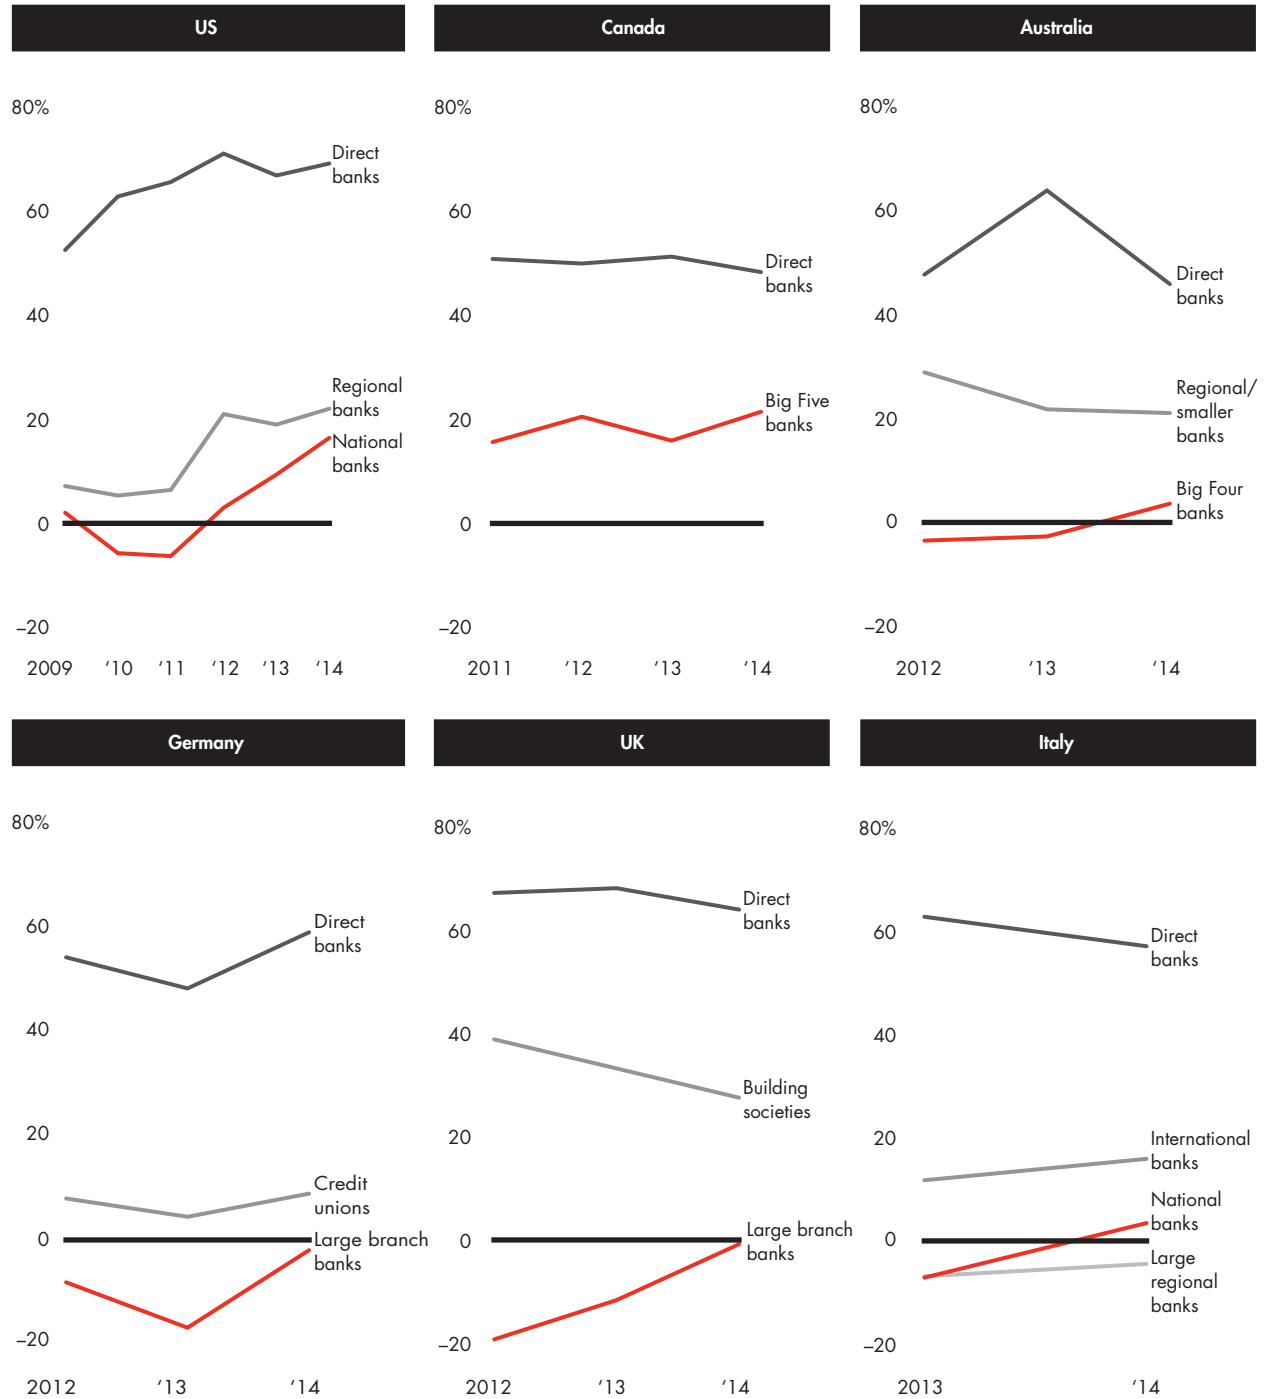 US
80%
60
40
20
0
–20
Direct
banks
Regional
banks
National
banks
2009 ‘10 ‘11 ‘12 ‘13 ‘14
Canada
80%
60
40
20
0
–20
Direct
banks
Big Five
banks
2011 ‘12 ‘13 ‘14
Australia
80%
60
40
20
0
–20
Direct
banks
Regional/
smaller
banks
Big Four
banks
2012 ‘13 ‘14
Germany
80%
60
40
20
0
–20
Direct
banks
Credit
unions
Large branch
banks
2012 ‘13 ‘14
UK
80%
60
40
20
0
–20
Direct
banks
Building
societies
Large branch
banks
2012 ‘13 ‘14
Italy
80%
60
40
20
0
–20
Direct
banks
International
banks
National
banks
Large
regional
banks
2013 ‘14